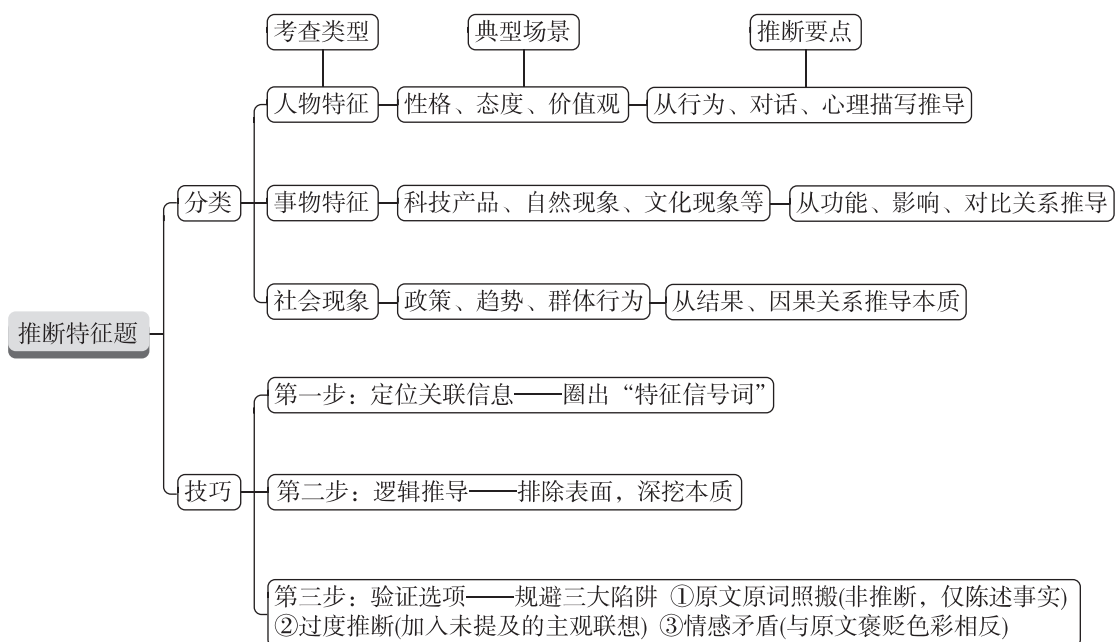 考查类型 典型场景 推断要点
人物特征 性格、态度、价值观 从行为、对话、心理描写推导
分类 事物特征 科技产品、自然现象、文化现象等 从功能、影响、对比关系推导
社会现象 政策、趋势、群体行为 从结果、因果关系推导本质
推断特征题
第一步：定位关联信息——圈出“特征信号词”
技巧 第二步：逻辑推导——排除表面，深挖本质
第三步：验证选项——规避三大陷阱 ①原文原词照搬(非推断，仅陈述事实)
②过度推断(加入未提及的主观联想) ③情感矛盾(与原文褒贬色彩相反)